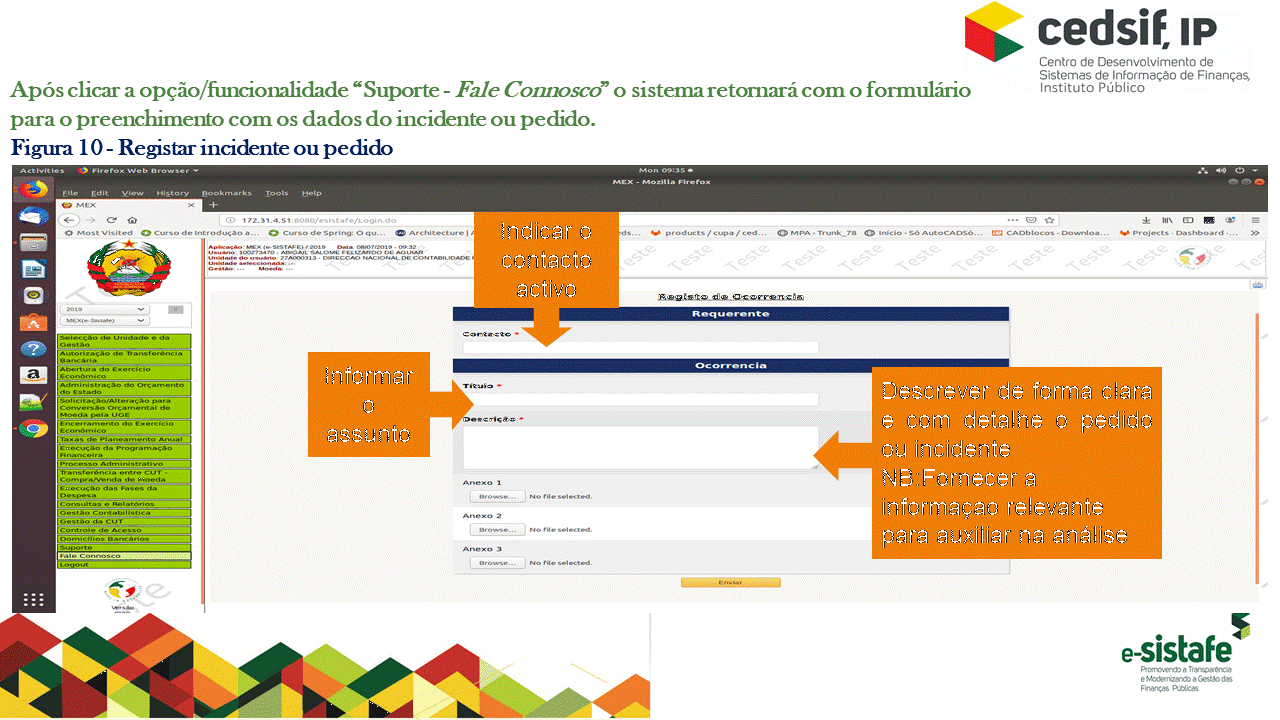 cedsif, IP
Centro de Desenvolvimento de
Sistemas de Informação de Finanças,
Instituto Público
Após clicar a opção/funcionalidade “Suporte - Fale Connosco” o sistema retornará com o formulário
para o preenchimento com os dados do incidente ou pedido.
Figura 10 - Registar incidente ou pedido
Activities Firefox Web Browser Mon 09:35
MEX - Mozilla Firefox
File Edit View History Bookmarks Tools Help
MEX
172.31.4.51:8080/esistafe/Login.do
Most Visited Curso de Introdução a... Curso de Spring: O qu... Architecture | A products / cupa / ced... MPA - Trunk_78 Início - Só AutoCADSó... CADblocos - Downloa... Projects - Dashboard -...
Aplicação: MEX (e-SISTAFE) / 2019 Data: 08/07/2019 - 09:32
Usuário: 100273470 - ABIGAIL SALOMÉ FELIZARDO DE AGUIAR
Unidade do usuário: 27A000313 - DIRECCAO NACIONAL DE CONTABILIDADE
Unidade seleccionada: ---
Gestão: --- Moeda: ---
Teste Teste Teste Teste Teste Teste Teste
2019
MEX(e-Sistafe)
Selecção de Unidade e da
Gestão
Autorização de Transferência
Bancária
Abertura do Exercício
Económico
Administração do Orçamento
do Estado
Solicitação/Alteração para
Conversão Orçamental de
Moeda pela UGE
Encerramento do Exercício
Económico
Taxas de Planeamento Anual
Execução da Programação
Financeira
Processo Administrativo
Transferência entre CUT -
Compra/Venda de Moeda
Execução das Fases da
Despesa
Consultas e Relatórios
Gestão Contabilística
Gestão da CUT
Controle de Acesso
Domicílios Bancários
Suporte
Fale Connosco
Logout
Versão
Indicar o
contacto
activo
Registo de Ocorrencia
Requerente
Contacto *
Ocorrencia
Informar
o
assunto
Título *
Descrição *
Descrever de forma clara
e com detalhe o pedido
ou incidente
NB:Fornecer a
informaçao relevante
para auxiliar na análise
Anexo 1
Browse... No file selected.
Anexo 2
Browse... No file selected.
Anexo 3
Browse... No file selected.
Enviar
e-sistafe
Promovendo a Transparência
e Modernizando a Gestão das
Finanças Públicas